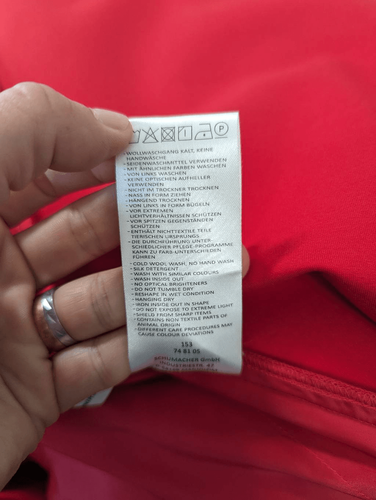 WOLLWASCHGANG KALT, KEINE
HANDWÄSCHE
- SEIDENWASCHMITTEL VERWENDEN
- MIT ÄHNLICHEN FARBEN WASCHEN
- VON LINKS WASCHEN
- KEINE OPTISCHEN AUFHELLER
VERWENDEN
- NICHT IM TROCKNER TROCKNEN
- NASS IN FORM ZIEHEN
- HÄNGEND TROCKNEN
- VON LINKS IN FORM BÜGELN
- VOR EXTREMEN
LICHTVERHÄLTNISSEN SCHÜTZEN
- VOR SPITZEN GEGENSTÄNDEN
SCHÜTZEN
- ENTHÄLT NICHTTEXTILE TEILE
TIERISCHEN URSPRUNGS
- DIE DURCHFÜHRUNG UNTER-
SCHIEDLICHER PFLEGE-PROGRAMME
KANN ZU FARB-UNTERSCHIEDEN
FÜHREN
- COLD WOOL WASH, NO HAND WASH
- SILK DETERGENT
- WASH WITH SIMILAR COLOURS
- WASH INSIDE OUT
- NO OPTICAL BRIGHTENERS
- DO NOT TUMBLE DRY
- RESHAPE IN WET CONDITION
- HANGING DRY
- IRON INSIDE OUT IN SHAPE
- DO NOT EXPOSE TO EXTREME LIGHT
- SHIELD FROM SHARP ITEMS
- CONTAINS NON TEXTILE PARTS OF
ANIMAL ORIGIN
- DIFFERENT CARE PROCEDURES MAY
CAUSE COLOUR DEVIATIONS
153
74 81 05
SCHUMACHER GMBH